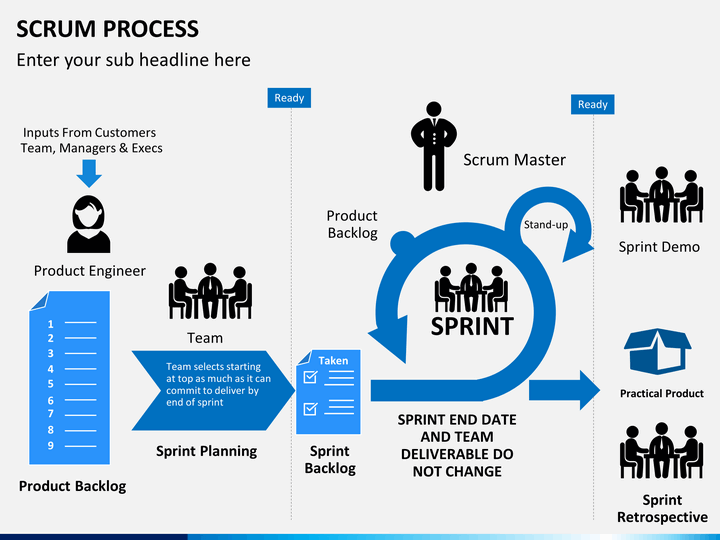 SCRUM PROCESS
Enter your sub headline here
Ready
Ready
Inputs From Customers
Team, Managers & Execs
Product Engineer
1
2
3
4
5
6
7
8
9
Product Backlog
Team
Team selects starting
at top as much as it can
commit to deliver by
end of sprint
Sprint Planning
Taken
Sprint
Backlog
Scrum Master
Product
Backlog
Stand-up
SPRINT
SPRINT END DATE
AND TEAM
DELIVERABLE DO
NOT CHANGE
Sprint Demo
Practical Product
Sprint
Retrospective